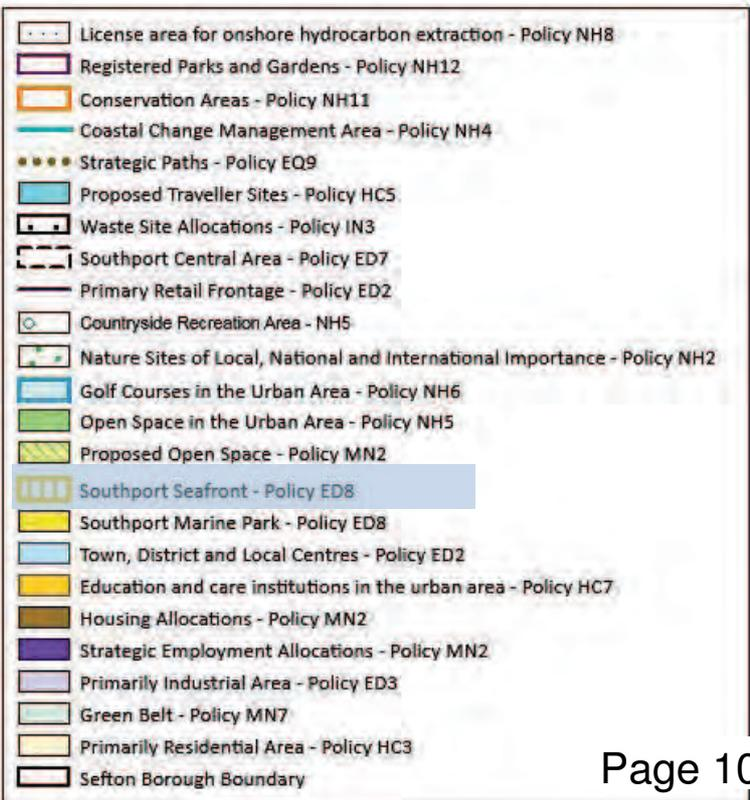 License area for onshore hydrocarbon extraction - Policy NH8
Registered Parks and Gardens - Policy NH12
Conservation Areas - Policy NH11
Coastal Change Management Area - Policy NH4
Strategic Paths - Policy EQ9
Proposed Traveller Sites - Policy HC5
Waste Site Allocations - Policy IN3
Southport Central Area - Policy ED7
Primary Retail Frontage - Policy ED2
Countryside Recreation Area - NH5
Nature Sites of Local, National and International Importance - Policy NH2
Golf Courses in the Urban Area - Policy NH6
Open Space in the Urban Area - Policy NH5
Proposed Open Space - Policy MN2
Southport Seafront - Policy ED8
Southport Marine Park - Policy ED8
Town, District and Local Centres - Policy ED2
Education and care institutions in the urban area - Policy HC7
Housing Allocations - Policy MN2
Strategic Employment Allocations - Policy MN2
Primarily Industrial Area - Policy ED3
Green Belt - Policy MN7
Primarily Residential Area - Policy HC3
Sefton Borough Boundary
Page 10